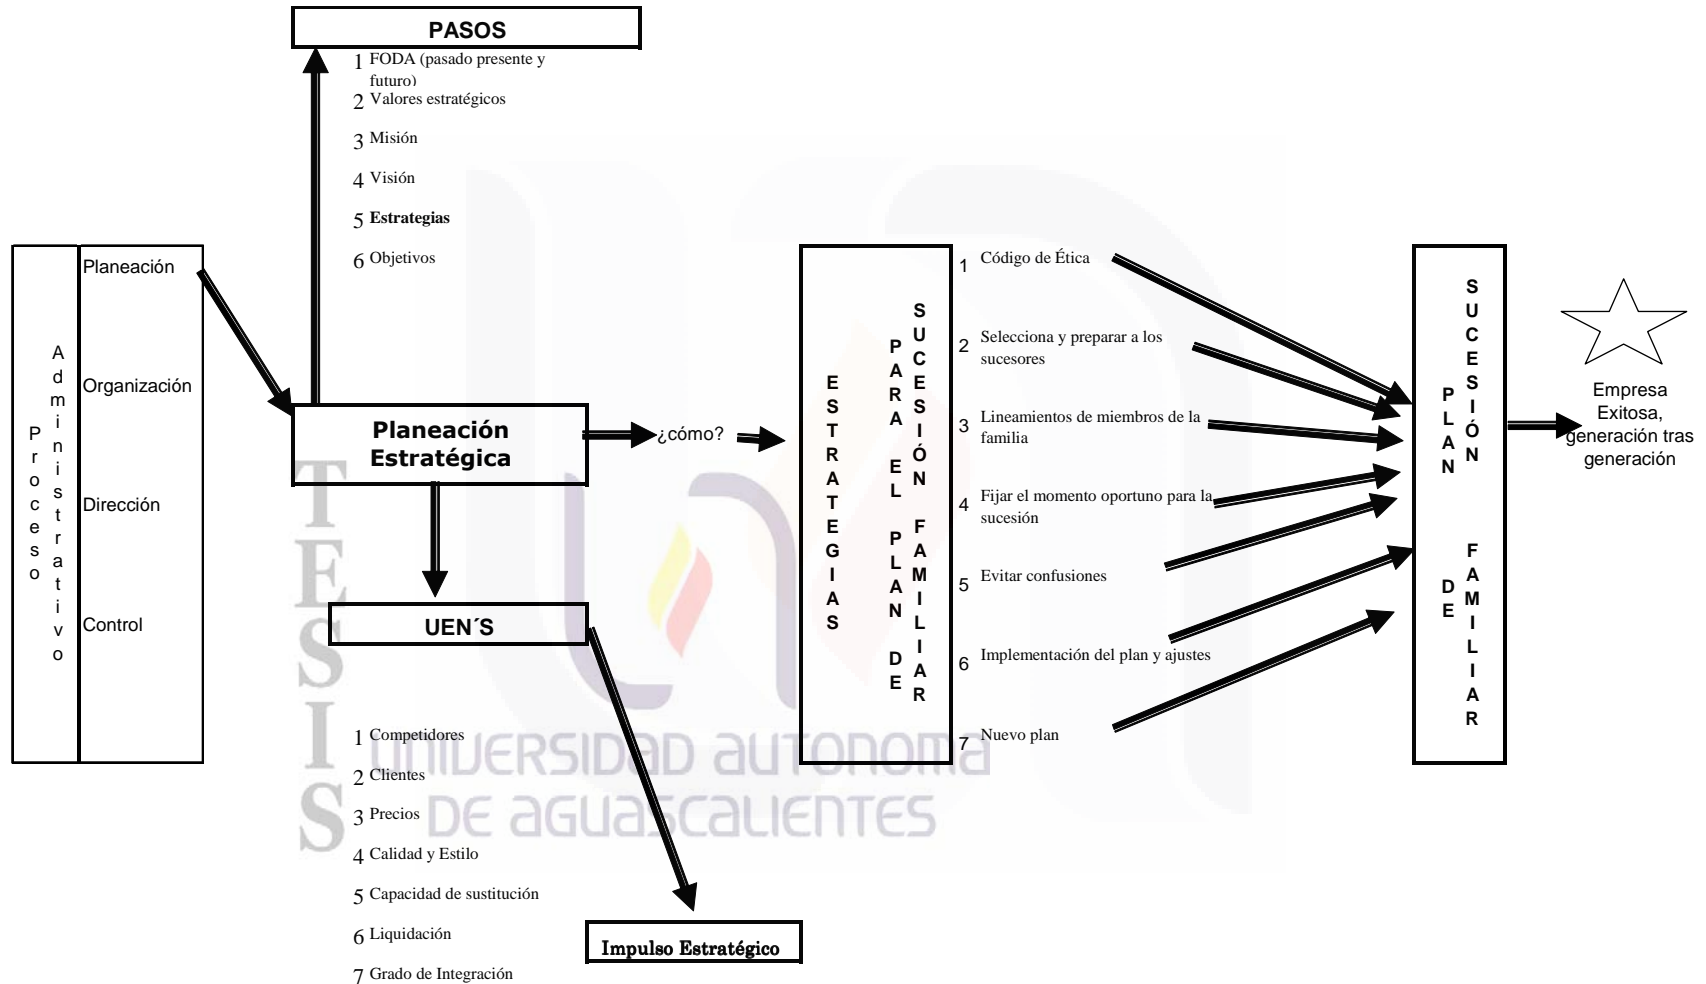 PASOS
1 FODA (pasado presente y
futuro)
2 Valores estratégicos
3 Misión
4 Visión
5 Estrategias
6 Objetivos
Proceso
Administrativo
Planeación
Organización
Dirección
Control
Planeación
Estratégica
¿cómo?
UEN´S
1 Competidores
2 Clientes
3 Precios
4 Calidad y Estilo
5 Capacidad de sustitución
6 Liquidación
7 Grado de Integración
Impulso Estratégico
ESTRATEGIAS
PARA EL PLAN DE
SUCESIÓN FAMILIAR
1 Código de Ética
2 Selecciona y preparar a los
sucesores
3 Lineamientos de miembros de la
familia
4 Fijar el momento oportuno para la
sucesión
5 Evitar confusiones
6 Implementación del plan y ajustes
7 Nuevo plan
PLAN DE
SUCESIÓN FAMILIAR
Empresa
Exitosa,
generación tras
generación
TESIS
UNIVERSIDAD AUTONOMA
DE AGUASCALIENTES